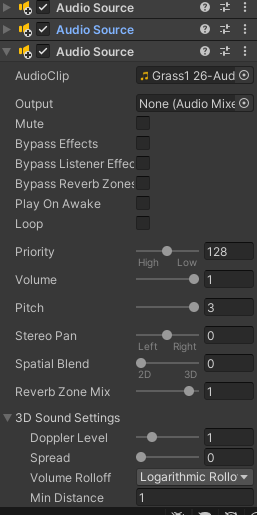 Audio Source
Audio Source
Audio Source
AudioClip Grass1 26-Aud
Output None (Audio Mixe
Mute
Bypass Effects
Bypass Listener Effec
Bypass Reverb Zones
Play On Awake
Loop
Priority 128
High Low
Volume 1
Pitch 3
Stereo Pan 0
Left Right
Spatial Blend 0
2D 3D
Reverb Zone Mix 1
3D Sound Settings
Doppler Level 1
Spread 0
Volume Rolloff Logarithmic Rollo
Min Distance 1